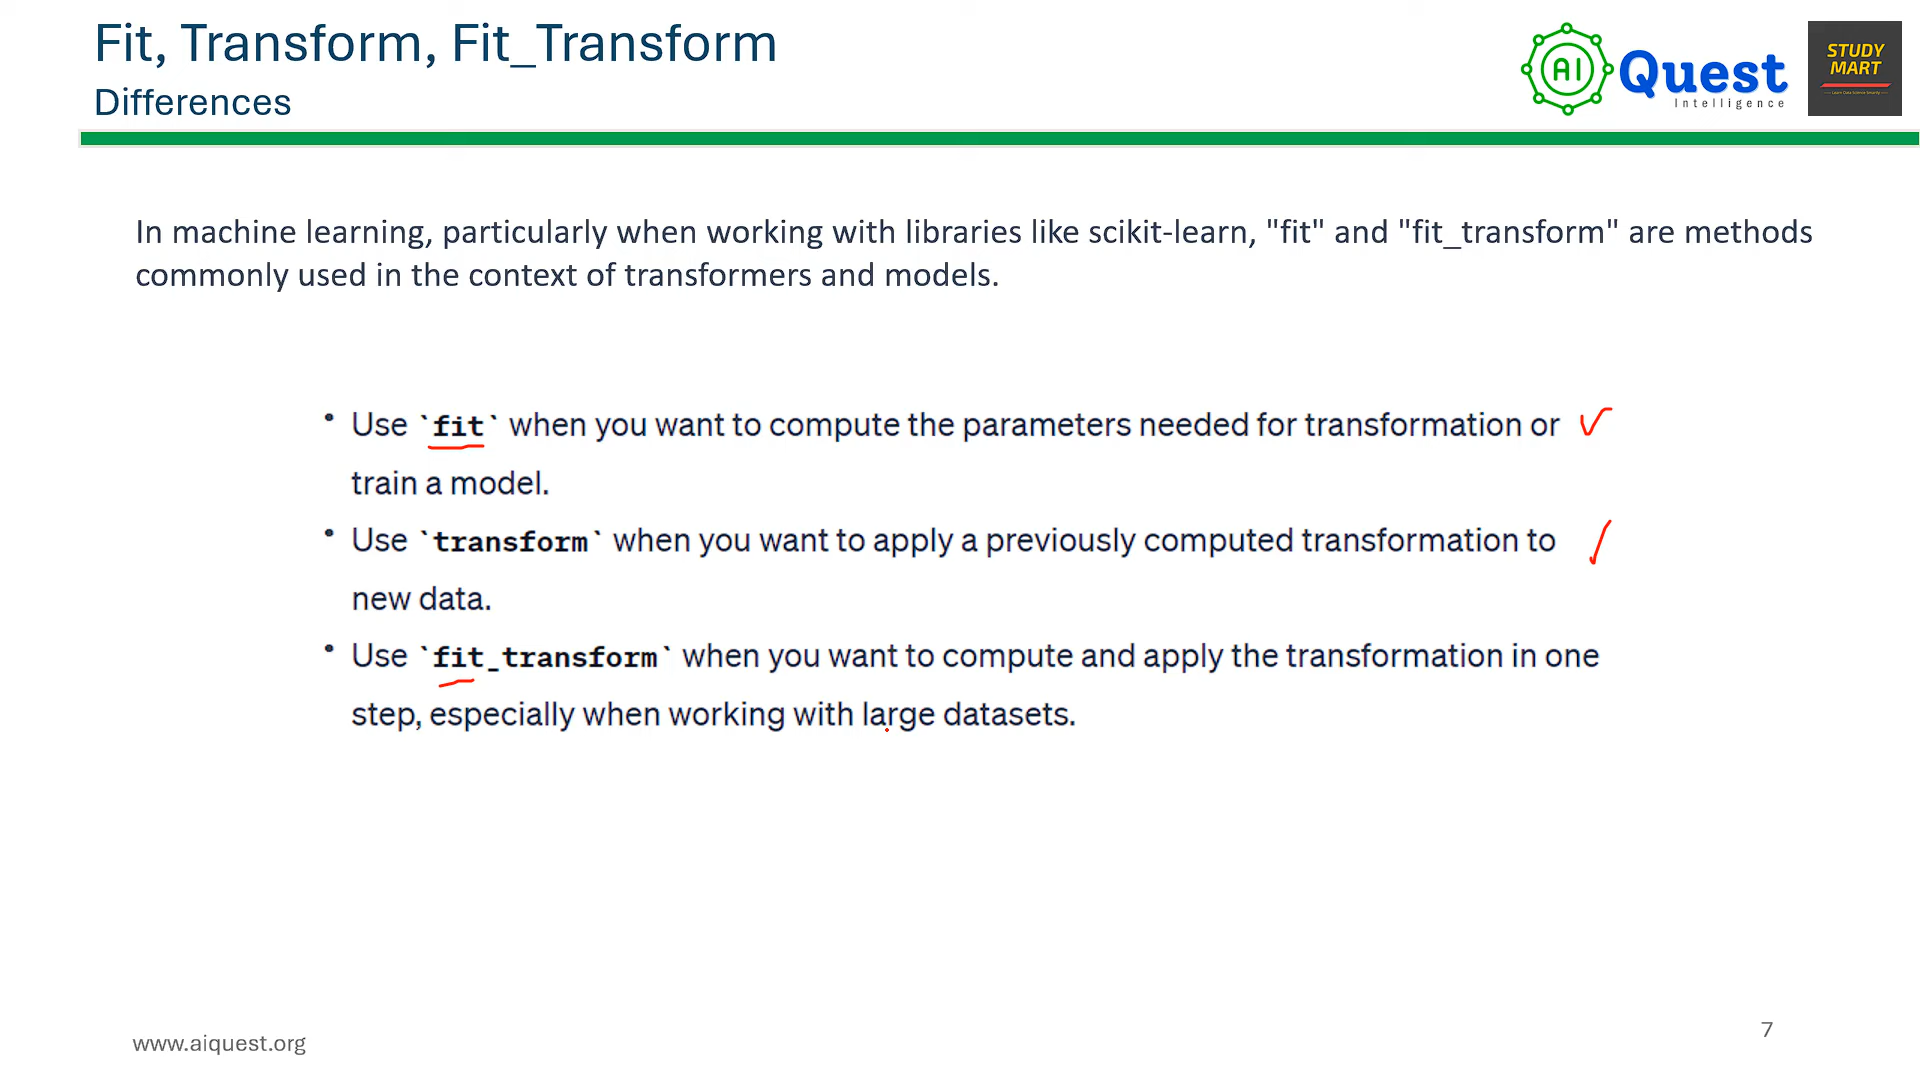 Fit, Transform, Fit_Transform
Differences
AI Quest
Intelligence
STUDY
MART
In machine learning, particularly when working with libraries like scikit-learn, "fit" and "fit_transform" are methods
commonly used in the context of transformers and models.
• Use `fit` when you want to compute the parameters needed for transformation or
train a model.
• Use `transform` when you want to apply a previously computed transformation to
new data.
• Use `fit_transform` when you want to compute and apply the transformation in one
step, especially when working with large datasets.
www.aiquest.org
7